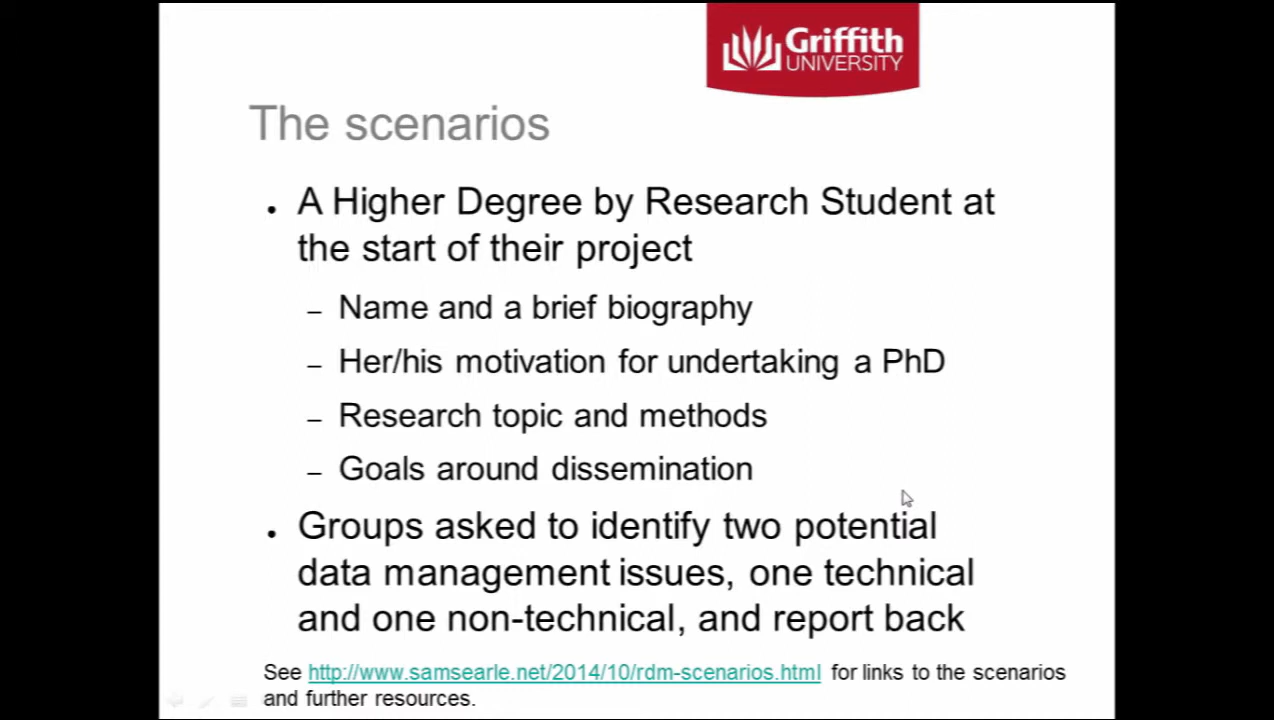 Griffith
UNIVERSITY
The scenarios
• A Higher Degree by Research Student at
the start of their project
– Name and a brief biography
– Her/his motivation for undertaking a PhD
– Research topic and methods
– Goals around dissemination
• Groups asked to identify two potential
data management issues, one technical
and one non-technical, and report back
See http://www.samsearle.net/2014/10/rdm-scenarios.html for links to the scenarios
and further resources.